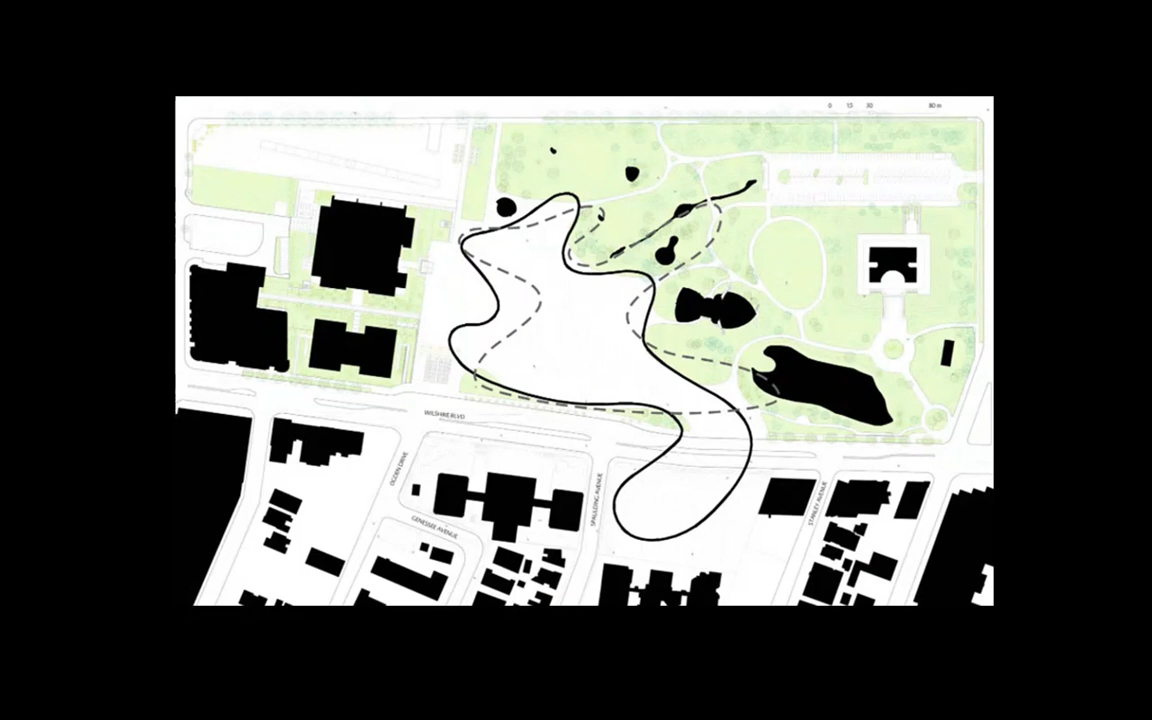 0 15 30 80 m
WILSHIRE BLVD
OGDEN DRIVE
SPAULDING AVENUE
STANLEY AVENUE
GENESEE AVENUE